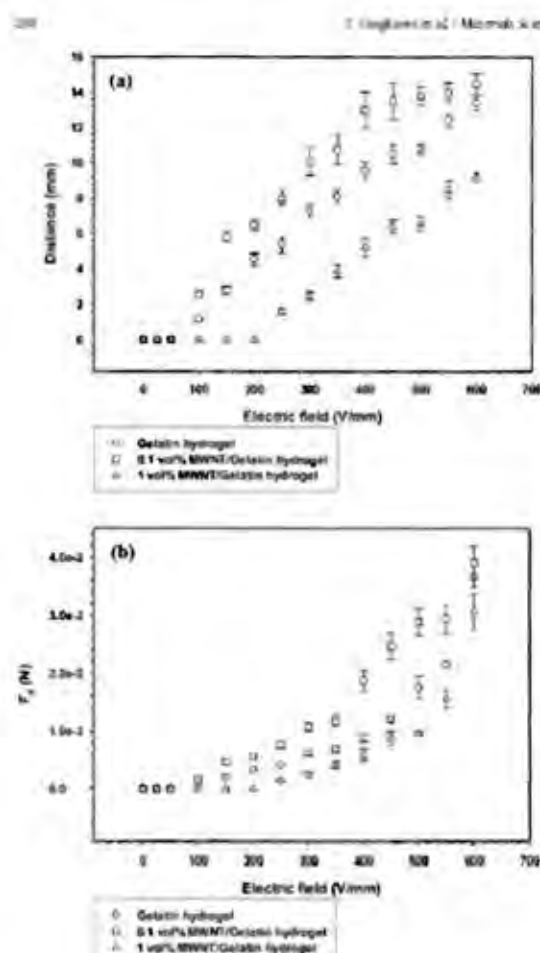 (a)
Distance (mm)
16
14
12
10
8
6
4
2
0
0 100 200 300 400 500 600 700
Electric field (V/mm)
Gelatin hydrogel
0.1 vol% MWNT/Gelatin hydrogel
1 vol% MWNT/Gelatin hydrogel
(b)
(N)
4.0e-2
3.0e-2
2.0e-2
1.0e-2
0.0
0 100 200 300 400 500 600
Electric field (V/mm)
Gelatin hydrogel
0.1 vol% MWNT/Gelatin hydrogel
1 vol% MWNT/Gelatin hydrogel